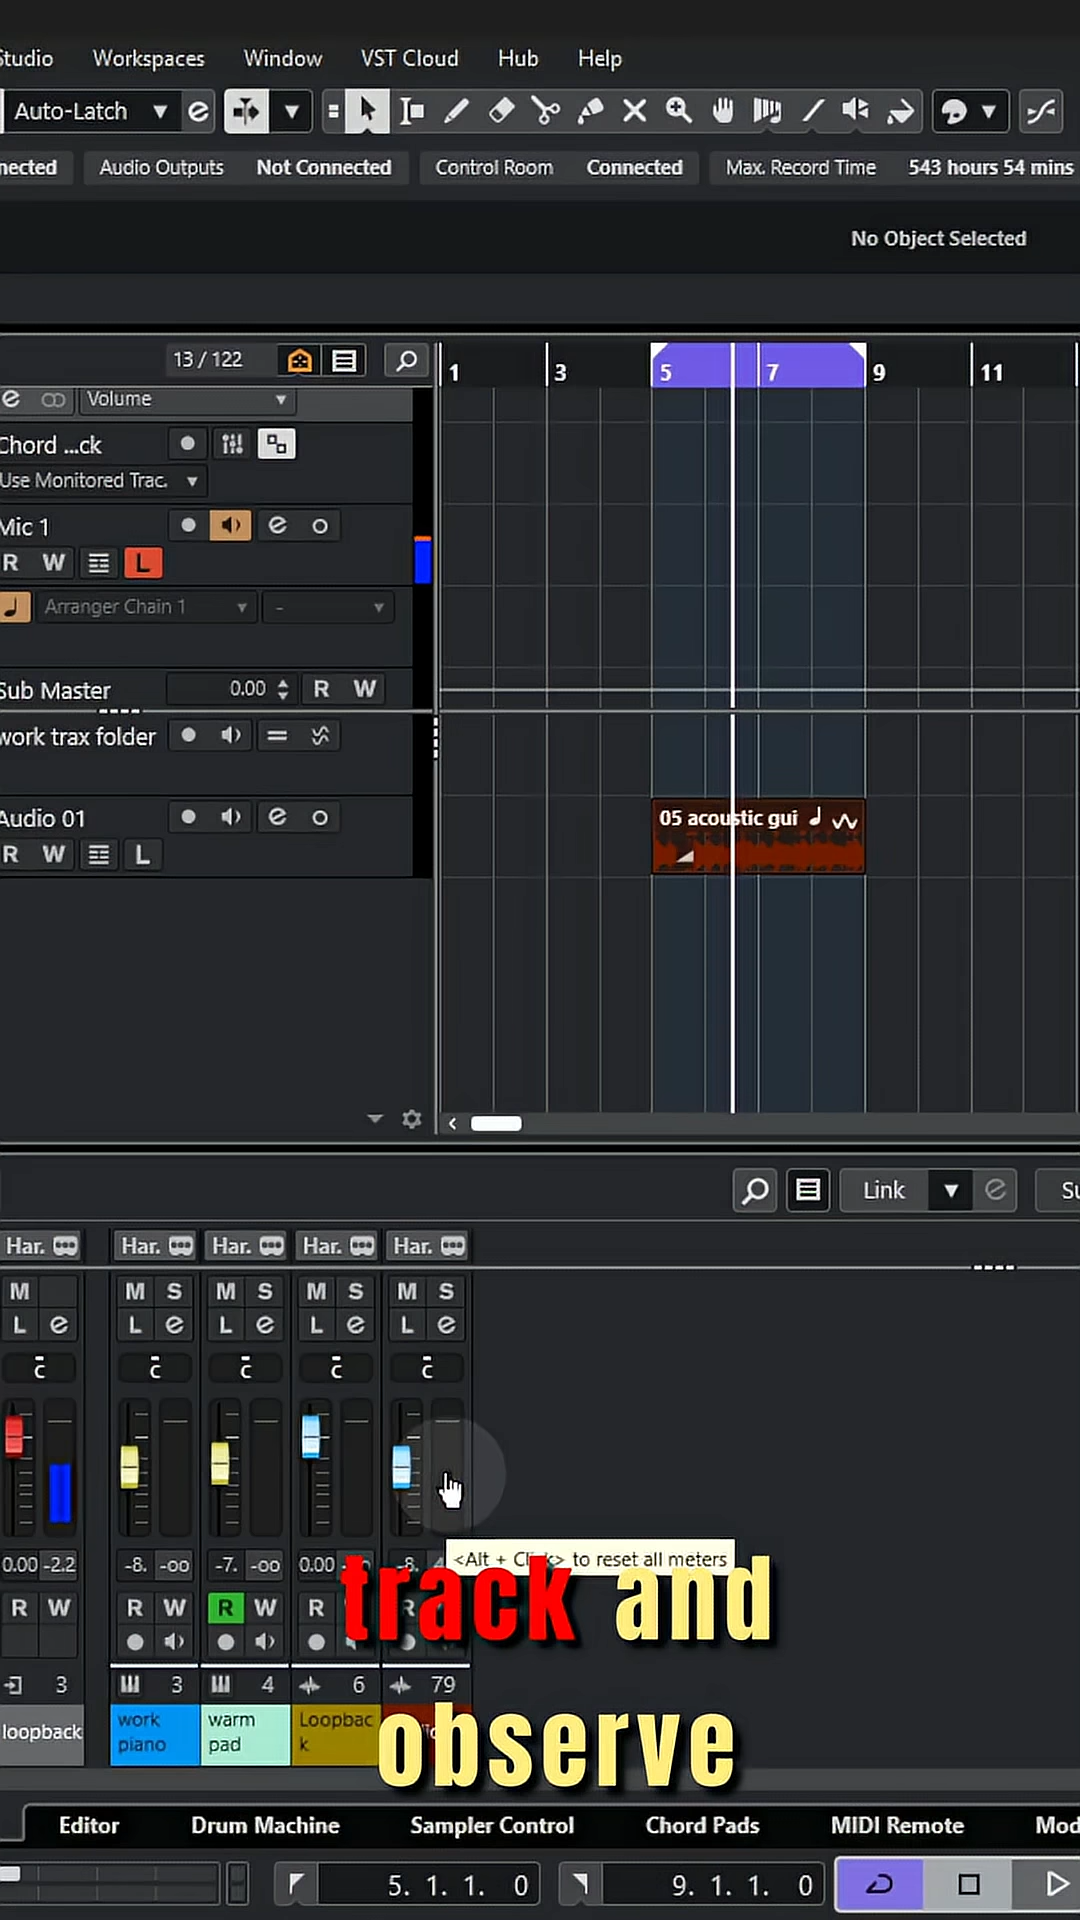 Studio Workspaces Window VST Cloud Hub Help
Auto-Latch
nected Audio Outputs Not Connected Control Room Connected Max. Record Time 543 hours 54 mins
No Object Selected
13 / 122
1 3 5 7 9 11
Volume
Chord ...ck
Use Monitored Trac.
Mic 1
R W L
Arranger Chain 1 -
Sub Master 0.00 R W
work trax folder
Audio 01
05 acoustic gui
R W L
Link Su
Har. Har. Har. Har. Har.
M M S M S M S M S
L e L e L e L e L e
C C C C C
<Alt + Click> to reset all meters
0.00 -2.2 -8. -oo -7. -oo 0.00 -8.
track and
R W R W R W R R
3 3 4 6 79
loopback work piano warm pad Loopbac k
observe
Editor Drum Machine Sampler Control Chord Pads MIDI Remote Mod
5. 1. 1. 0 9. 1. 1. 0